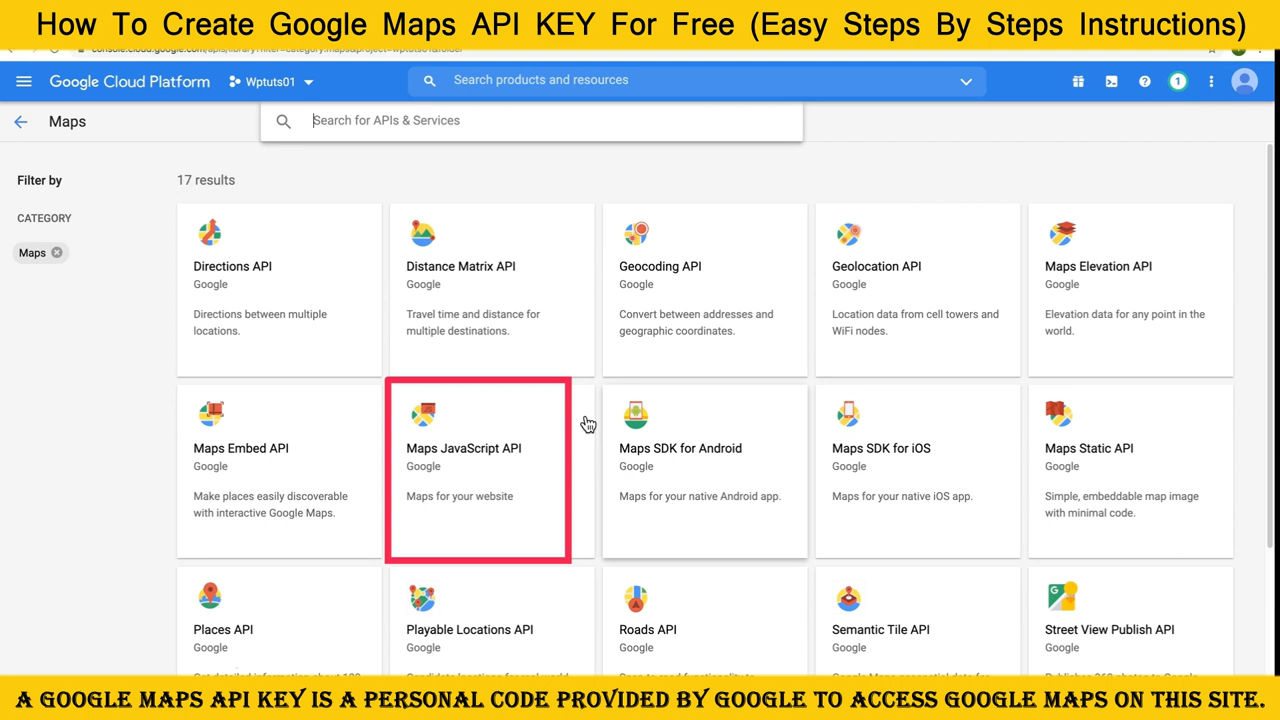 How To Create Google Maps API KEY For Free (Easy Steps By Steps Instructions)
Google Cloud Platform
Wptuts01
Search products and resources
1
Maps
Search for APIs & Services
Filter by
17 results
CATEGORY
Maps
Directions API
Google
Directions between multiple
locations.
Distance Matrix API
Google
Travel time and distance for
multiple destinations.
Geocoding API
Google
Convert between addresses and
geographic coordinates.
Geolocation API
Google
Location data from cell towers and
WiFi nodes.
Maps Elevation API
Google
Elevation data for any point in the
world.
Maps Embed API
Google
Make places easily discoverable
with interactive Google Maps.
Maps JavaScript API
Google
Maps for your website
Maps SDK for Android
Google
Maps for your native Android app.
Maps SDK for iOS
Google
Maps for your native iOS app.
Maps Static API
Google
Simple, embeddable map image
with minimal code.
Places API
Google
Playable Locations API
Google
Roads API
Google
Semantic Tile API
Google
Street View Publish API
Google
A GOOGLE MAPS API KEY IS A PERSONAL CODE PROVIDED BY GOOGLE TO ACCESS GOOGLE MAPS ON THIS SITE.